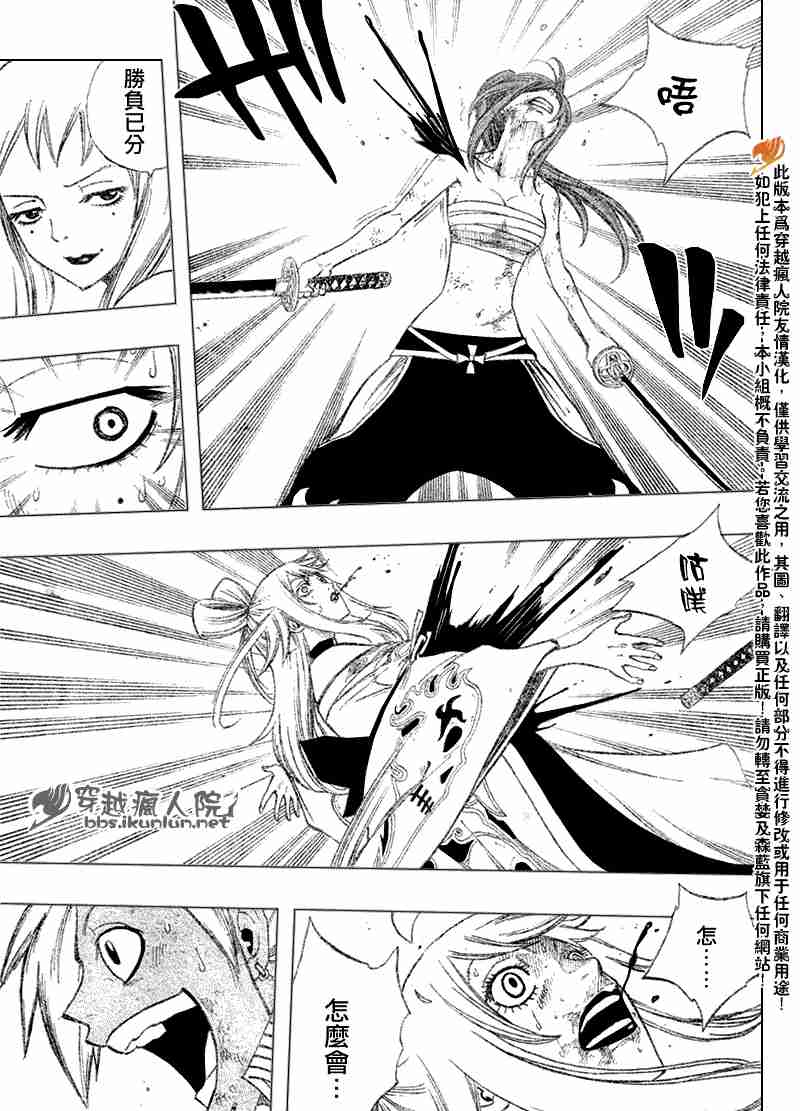 唔
勝負已分
咕噗
怎……
怎麼會…
穿越瘋人院
bbs.ikunlun.net
此版本爲穿越瘋人院友情漢化，僅供學習交流之用，其圖、翻譯以及任何部分不得進行修改或用于任何商業用途！
如犯上任何法律責任；本小組概不負責。若您喜歡此作品；請購買正版！請勿轉至貪婪及森藍旗下任何網站！